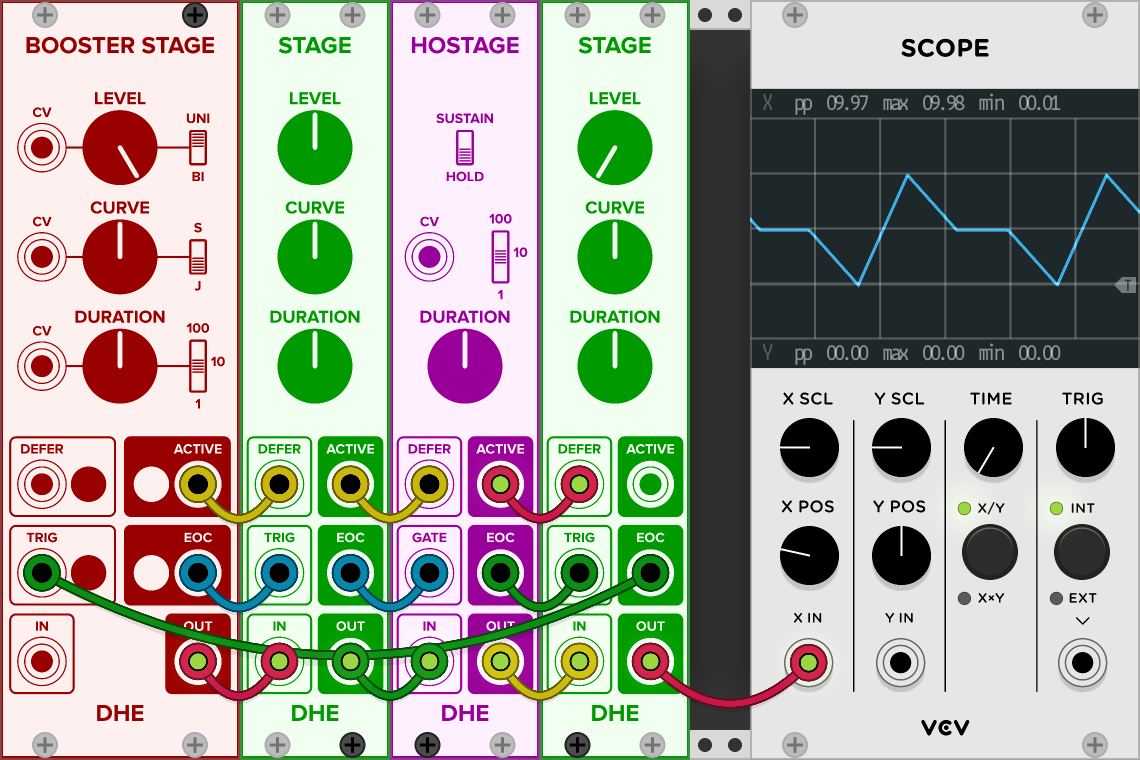 BOOSTER STAGE
LEVEL
CV
UNI
BI
CURVE
CV
S
J
DURATION
CV
100
10
1
DEFER
ACTIVE
TRIG
EOC
IN
OUT
DHE
STAGE
LEVEL
CURVE
DURATION
DEFER
ACTIVE
TRIG
EOC
IN
OUT
DHE
HOSTAGE
SUSTAIN
HOLD
CV
100
10
1
DURATION
DEFER
ACTIVE
GATE
EOC
IN
OUT
DHE
STAGE
LEVEL
CURVE
DURATION
DEFER
ACTIVE
TRIG
EOC
IN
OUT
DHE
SCOPE
X pp 09.97 max 09.98 min 00.01
T
Y pp 00.00 max 00.00 min 00.00
X SCL Y SCL TIME TRIG
X POS Y POS X/Y INT
X×Y EXT
X IN Y IN
VCV